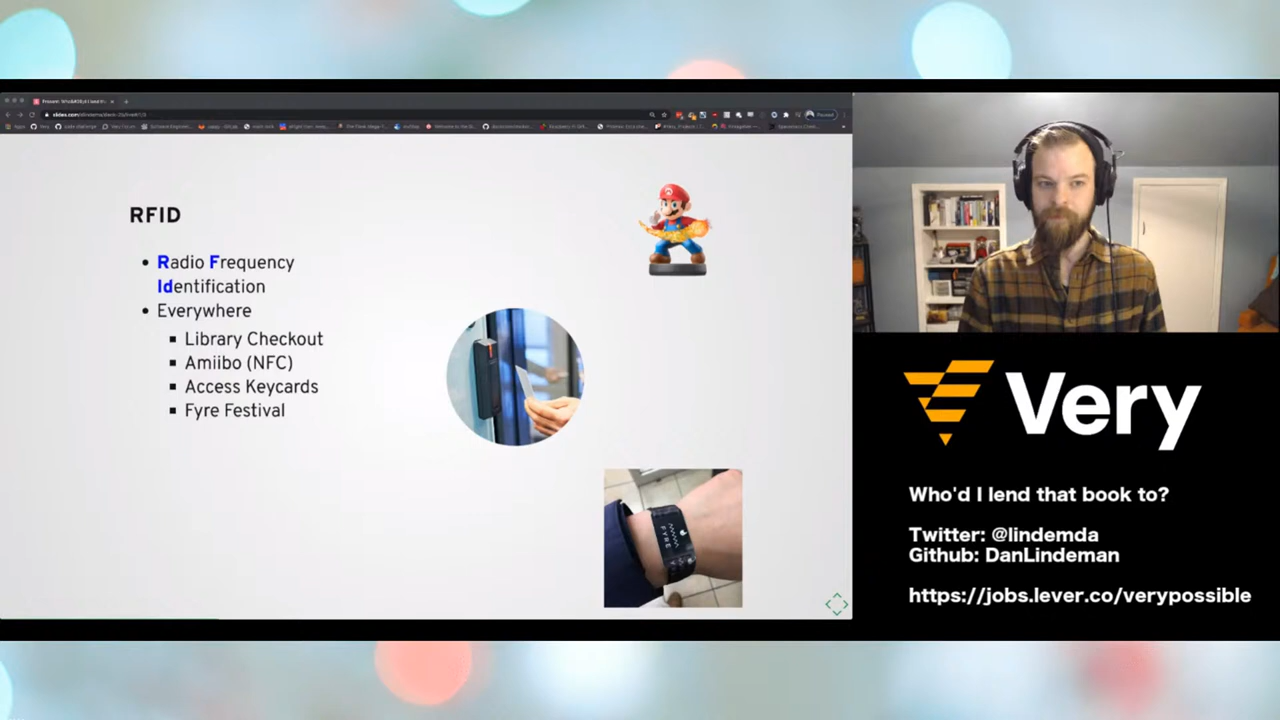 RFID
Radio Frequency
Identification
Everywhere
Library Checkout
Amiibo (NFC)
Access Keycards
Fyre Festival
FYRE
Very
Who'd I lend that book to?
Twitter: @lindemda
Github: DanLindeman
https://jobs.lever.co/verypossible